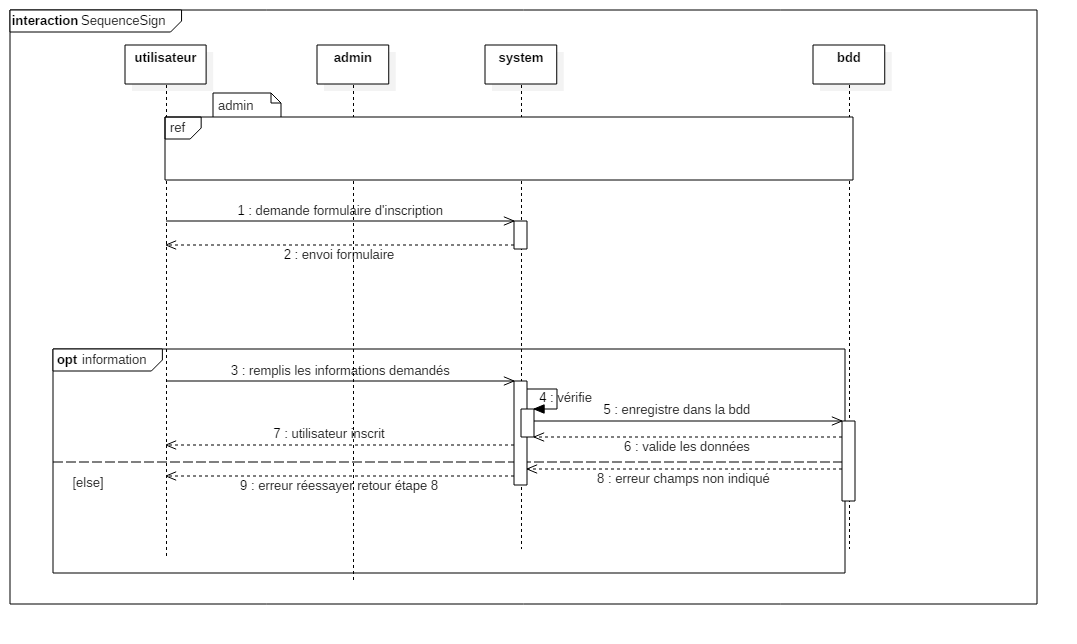 interaction SequenceSign
utilisateur
admin
system
bdd
admin
ref
1 : demande formulaire d'inscription
2 : envoi formulaire
opt information
3 : remplis les informations demandés
4 : vérifie
5 : enregistre dans la bdd
7 : utilisateur inscrit
6 : valide les données
[else]
8 : erreur champs non indiqué
9 : erreur réessayer retour étape 8